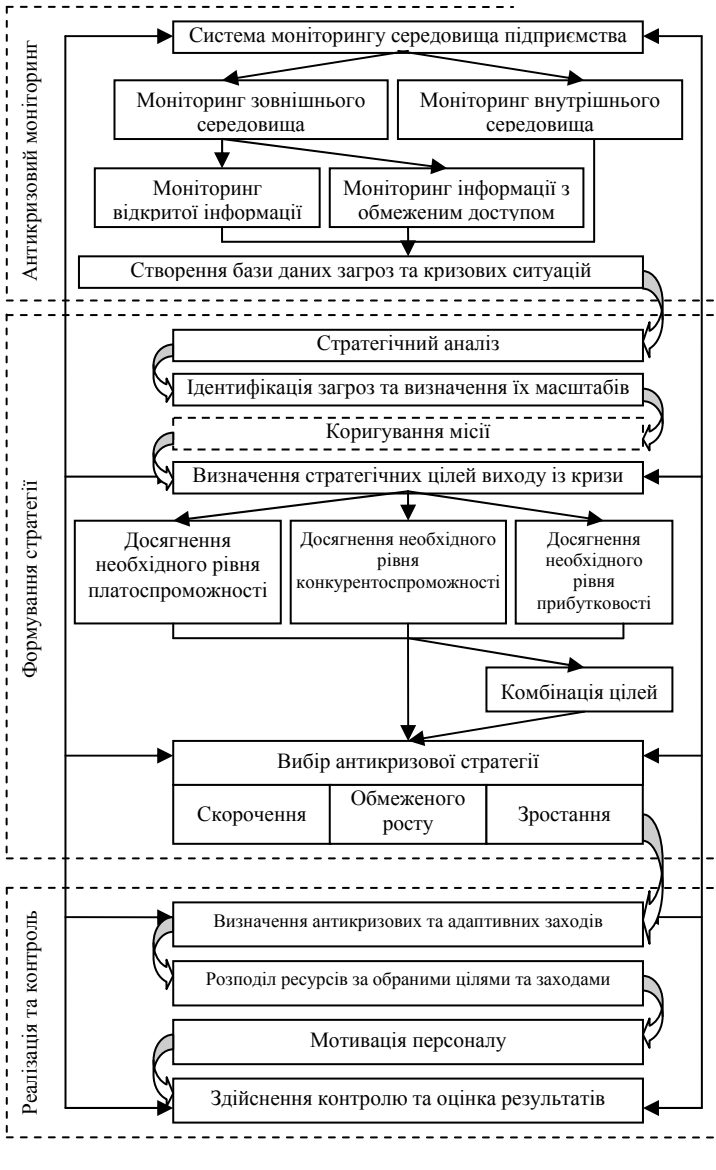 Антикризовий моніторинг
Система моніторингу середовища підприємства
Моніторинг зовнішнього
середовища
Моніторинг внутрішнього
середовища
Моніторинг
відкритої інформації
Моніторинг інформації з
обмеженим доступом
Створення бази даних загроз та кризових ситуацій
Формування стратегії
Стратегічний аналіз
Ідентифікація загроз та визначення їх масштабів
Коригування місії
Визначення стратегічних цілей виходу із кризи
Досягнення
необхідного рівня
платоспроможності
Досягнення необхідного
рівня
конкурентоспроможності
Досягнення
необхідного
рівня
прибутковості
Комбінація цілей
Вибір антикризової стратегії
Скорочення
Обмеженого
росту
Зростання
Реалізація та контроль
Визначення антикризових та адаптивних заходів
Розподіл ресурсів за обраними цілями та заходами
Мотивація персоналу
Здійснення контролю та оцінка результатів